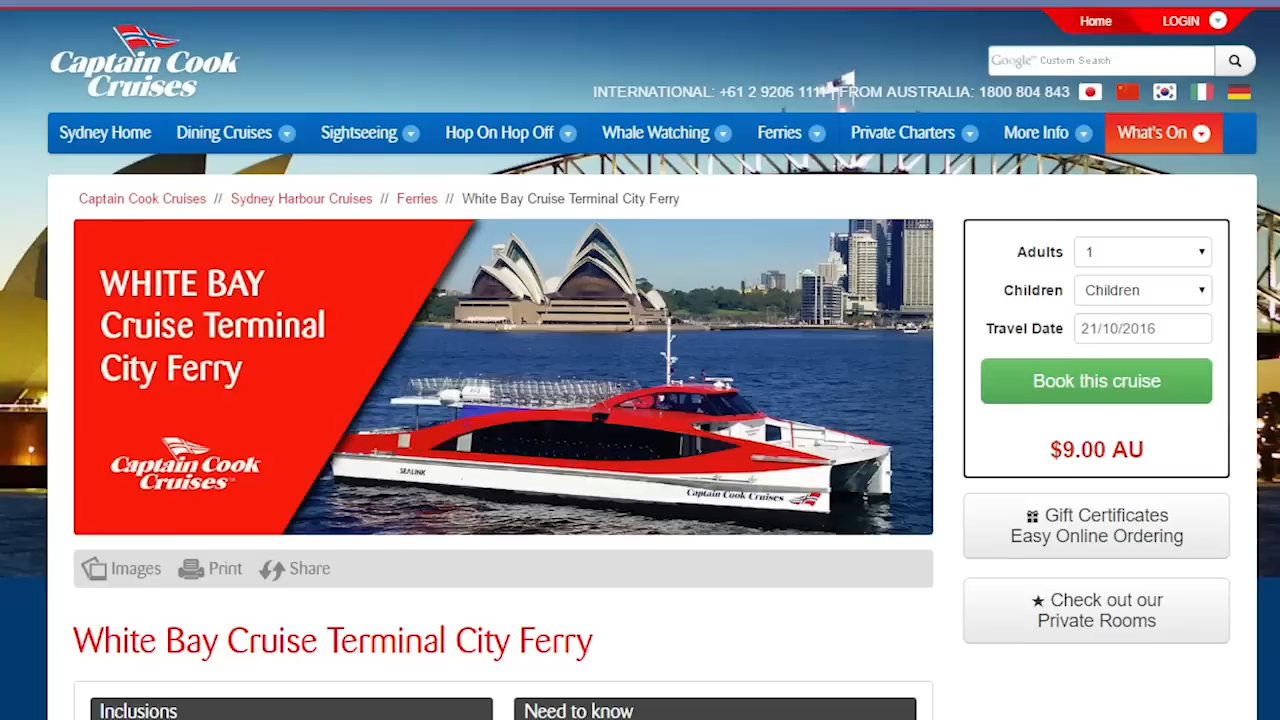 Home LOGIN
Captain Cook
Cruises
Google™ Custom Search
INTERNATIONAL: +61 2 9206 1111 | FROM AUSTRALIA: 1800 804 843
Sydney Home Dining Cruises Sightseeing Hop On Hop Off Whale Watching Ferries Private Charters More Info What's On
Captain Cook Cruises // Sydney Harbour Cruises // Ferries // White Bay Cruise Terminal City Ferry
WHITE BAY
Cruise Terminal
City Ferry
Captain Cook
Cruises™
SEALINK
Captain Cook Cruises
Adults 1
Children Children
Travel Date 21/10/2016
Book this cruise
$9.00 AU
Gift Certificates
Easy Online Ordering
Check out our
Private Rooms
Images Print Share
White Bay Cruise Terminal City Ferry
Inclusions Need to know